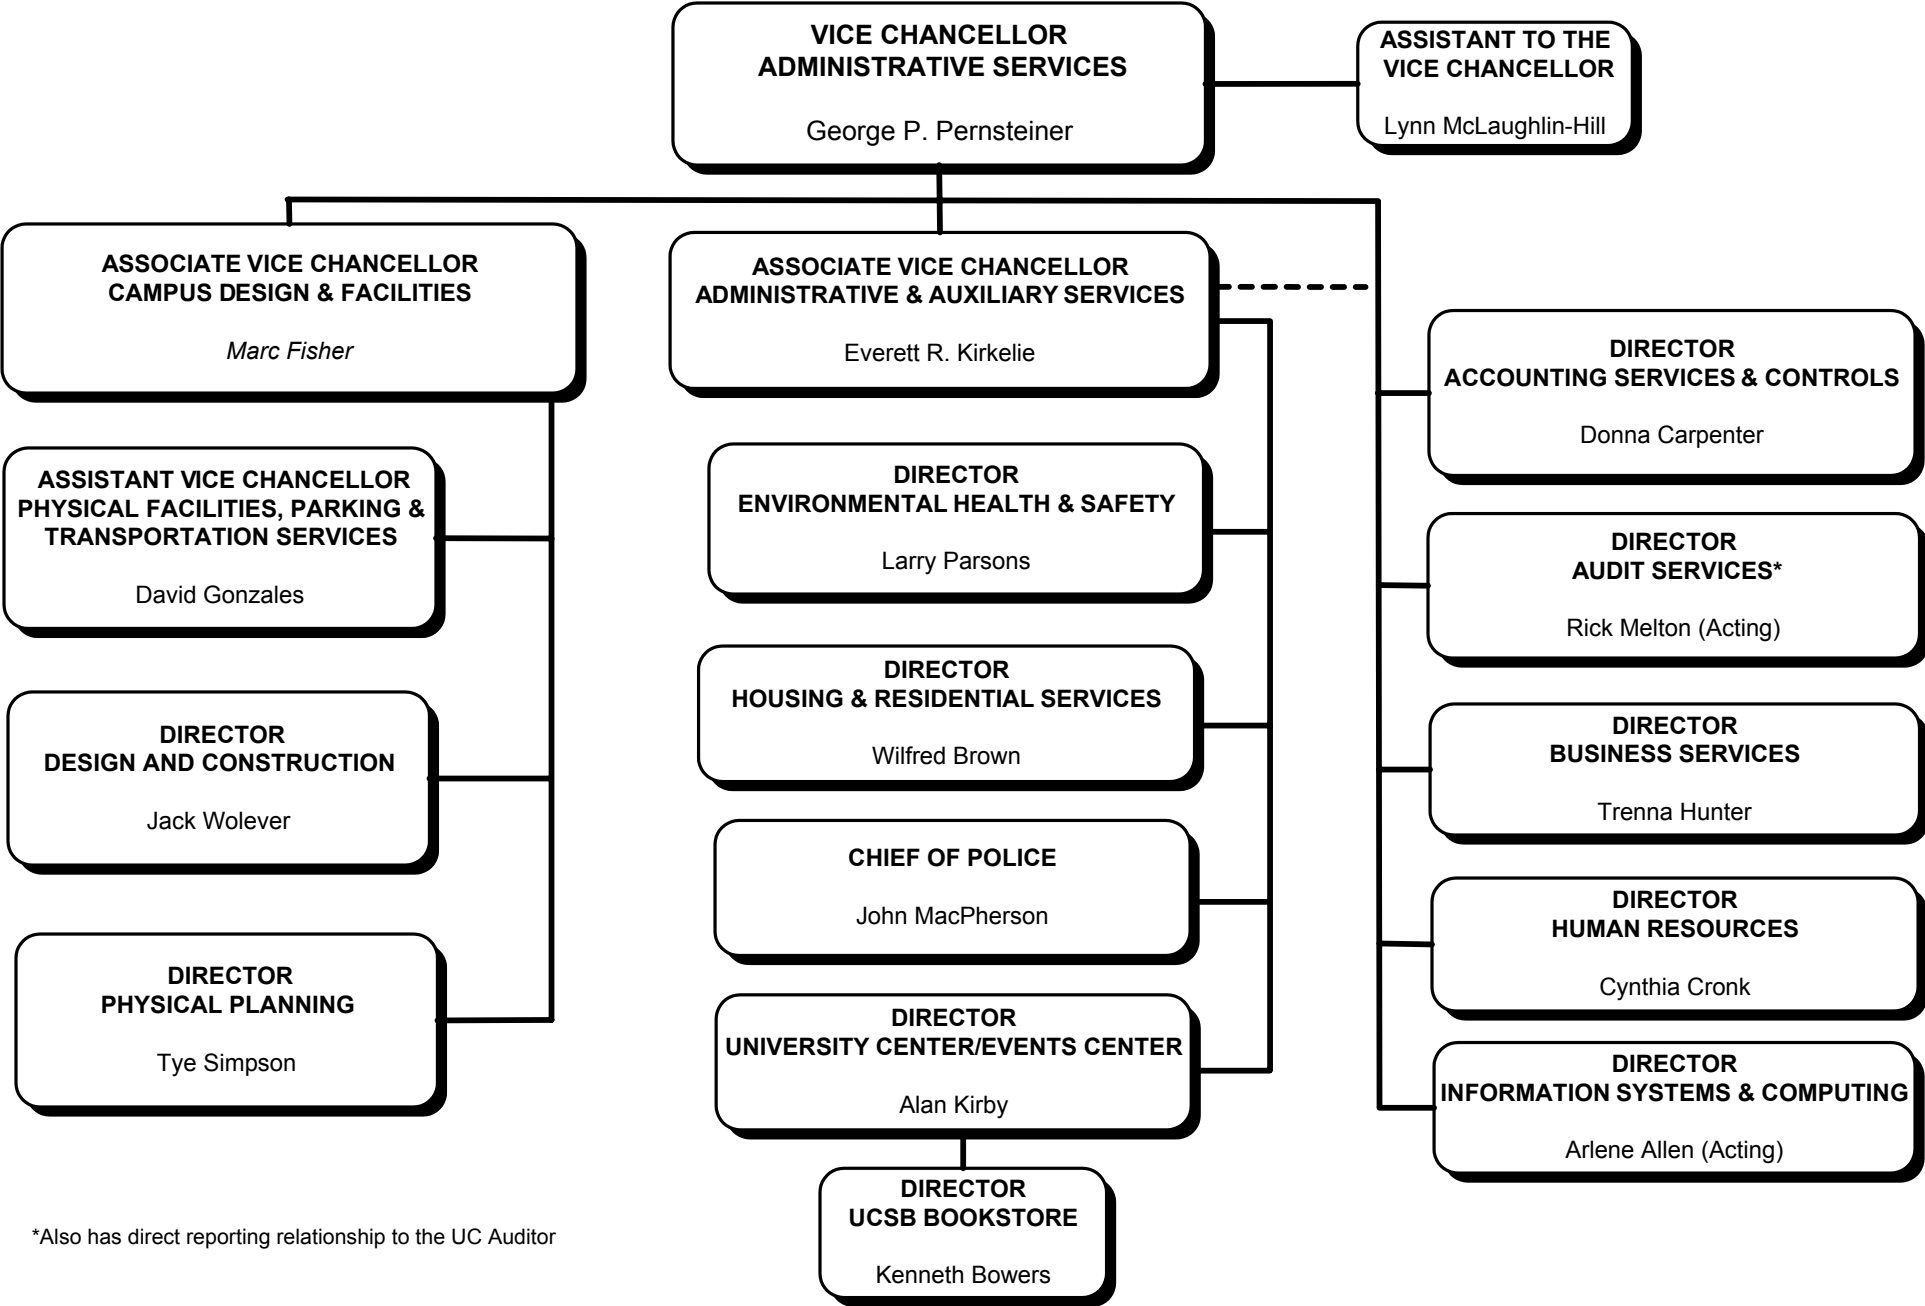 VICE CHANCELLOR
ADMINISTRATIVE SERVICES
George P. Pernsteiner
ASSISTANT TO THE
VICE CHANCELLOR
Lynn McLaughlin-Hill
ASSOCIATE VICE CHANCELLOR
CAMPUS DESIGN & FACILITIES
Marc Fisher
ASSISTANT VICE CHANCELLOR
PHYSICAL FACILITIES, PARKING &
TRANSPORTATION SERVICES
David Gonzales
DIRECTOR
DESIGN AND CONSTRUCTION
Jack Wolever
DIRECTOR
PHYSICAL PLANNING
Tye Simpson
ASSOCIATE VICE CHANCELLOR
ADMINISTRATIVE & AUXILIARY SERVICES
Everett R. Kirkelie
DIRECTOR
ENVIRONMENTAL HEALTH & SAFETY
Larry Parsons
DIRECTOR
HOUSING & RESIDENTIAL SERVICES
Wilfred Brown
CHIEF OF POLICE
John MacPherson
DIRECTOR
UNIVERSITY CENTER/EVENTS CENTER
Alan Kirby
DIRECTOR
UCSB BOOKSTORE
Kenneth Bowers
DIRECTOR
ACCOUNTING SERVICES & CONTROLS
Donna Carpenter
DIRECTOR
AUDIT SERVICES*
Rick Melton (Acting)
DIRECTOR
BUSINESS SERVICES
Trenna Hunter
DIRECTOR
HUMAN RESOURCES
Cynthia Cronk
DIRECTOR
INFORMATION SYSTEMS & COMPUTING
Arlene Allen (Acting)
*Also has direct reporting relationship to the UC Auditor